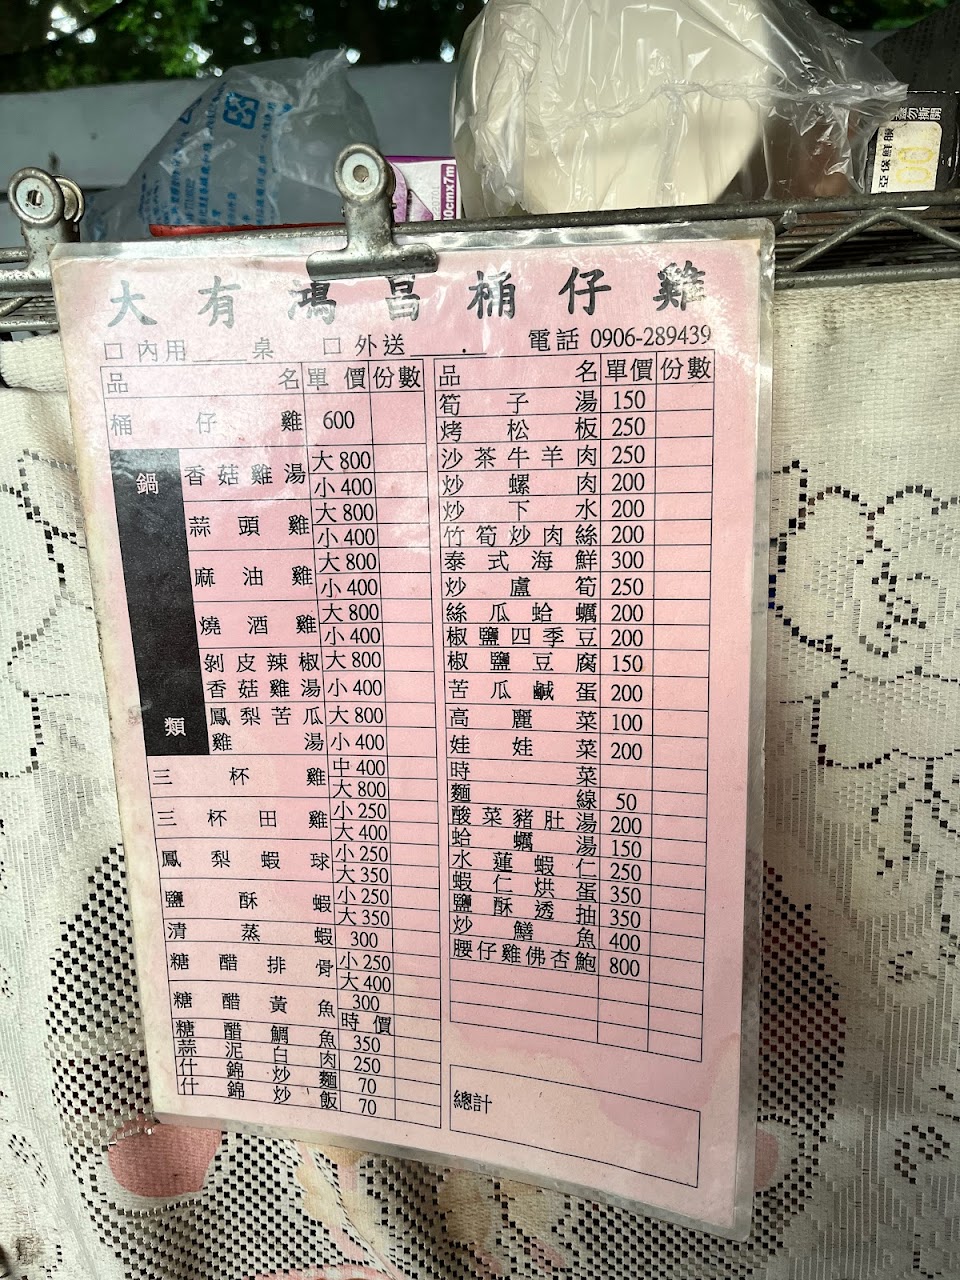 0cmx7m
大有鴻昌桶仔雞
□內用____桌 □外送______ 電話 0906-289439
品名 單價 份數
桶仔雞 600
鍋類
香菇雞湯 大800
小400
蒜頭雞 大800
小400
麻油雞 大800
小400
燒酒雞 大800
小400
剝皮辣椒 大800
香菇雞湯 小400
鳳梨苦瓜 大800
雞湯 小400
三杯雞 中400
大800
三杯田雞 小250
大400
鳳梨蝦球 小250
大350
鹽酥蝦 小250
大350
清蒸蝦 300
糖醋排骨 小250
大400
糖醋黃魚 300
時價
糖醋鯛魚 350
蒜泥白肉 250
什錦炒麵 70
什錦炒飯 70
品名 單價 份數
筍子湯 150
烤松板 250
沙茶牛羊肉 250
炒螺肉 200
炒下水 200
竹筍炒肉絲 200
泰式海鮮 300
炒盧筍 250
絲瓜蛤蠣 200
椒鹽四季豆 200
椒鹽豆腐 150
苦瓜鹹蛋 200
高麗菜 100
娃娃菜 200
時菜
麵線 50
酸菜豬肚湯 200
蛤蠣湯 150
水蓮蝦仁 250
蝦仁烘蛋 350
鹽酥透抽 350
炒鱔魚 400
腰仔雞佛杏鮑 800
總計